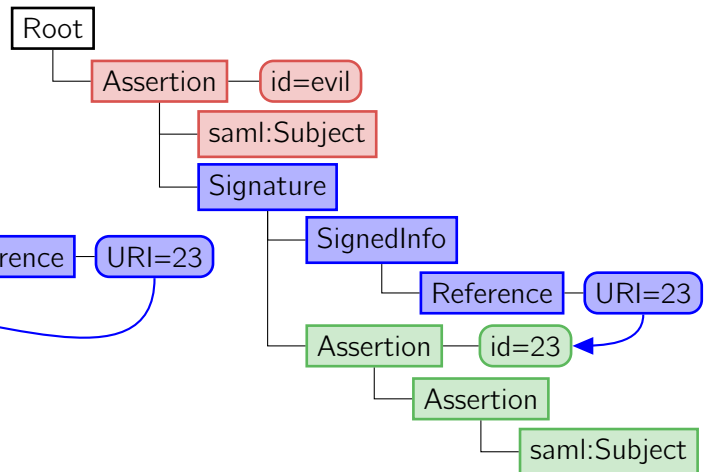 Root
Assertion id=evil
saml:Subject
Signature
SignedInfo
rence URI=23
Reference URI=23
Assertion id=23
Assertion
saml:Subject